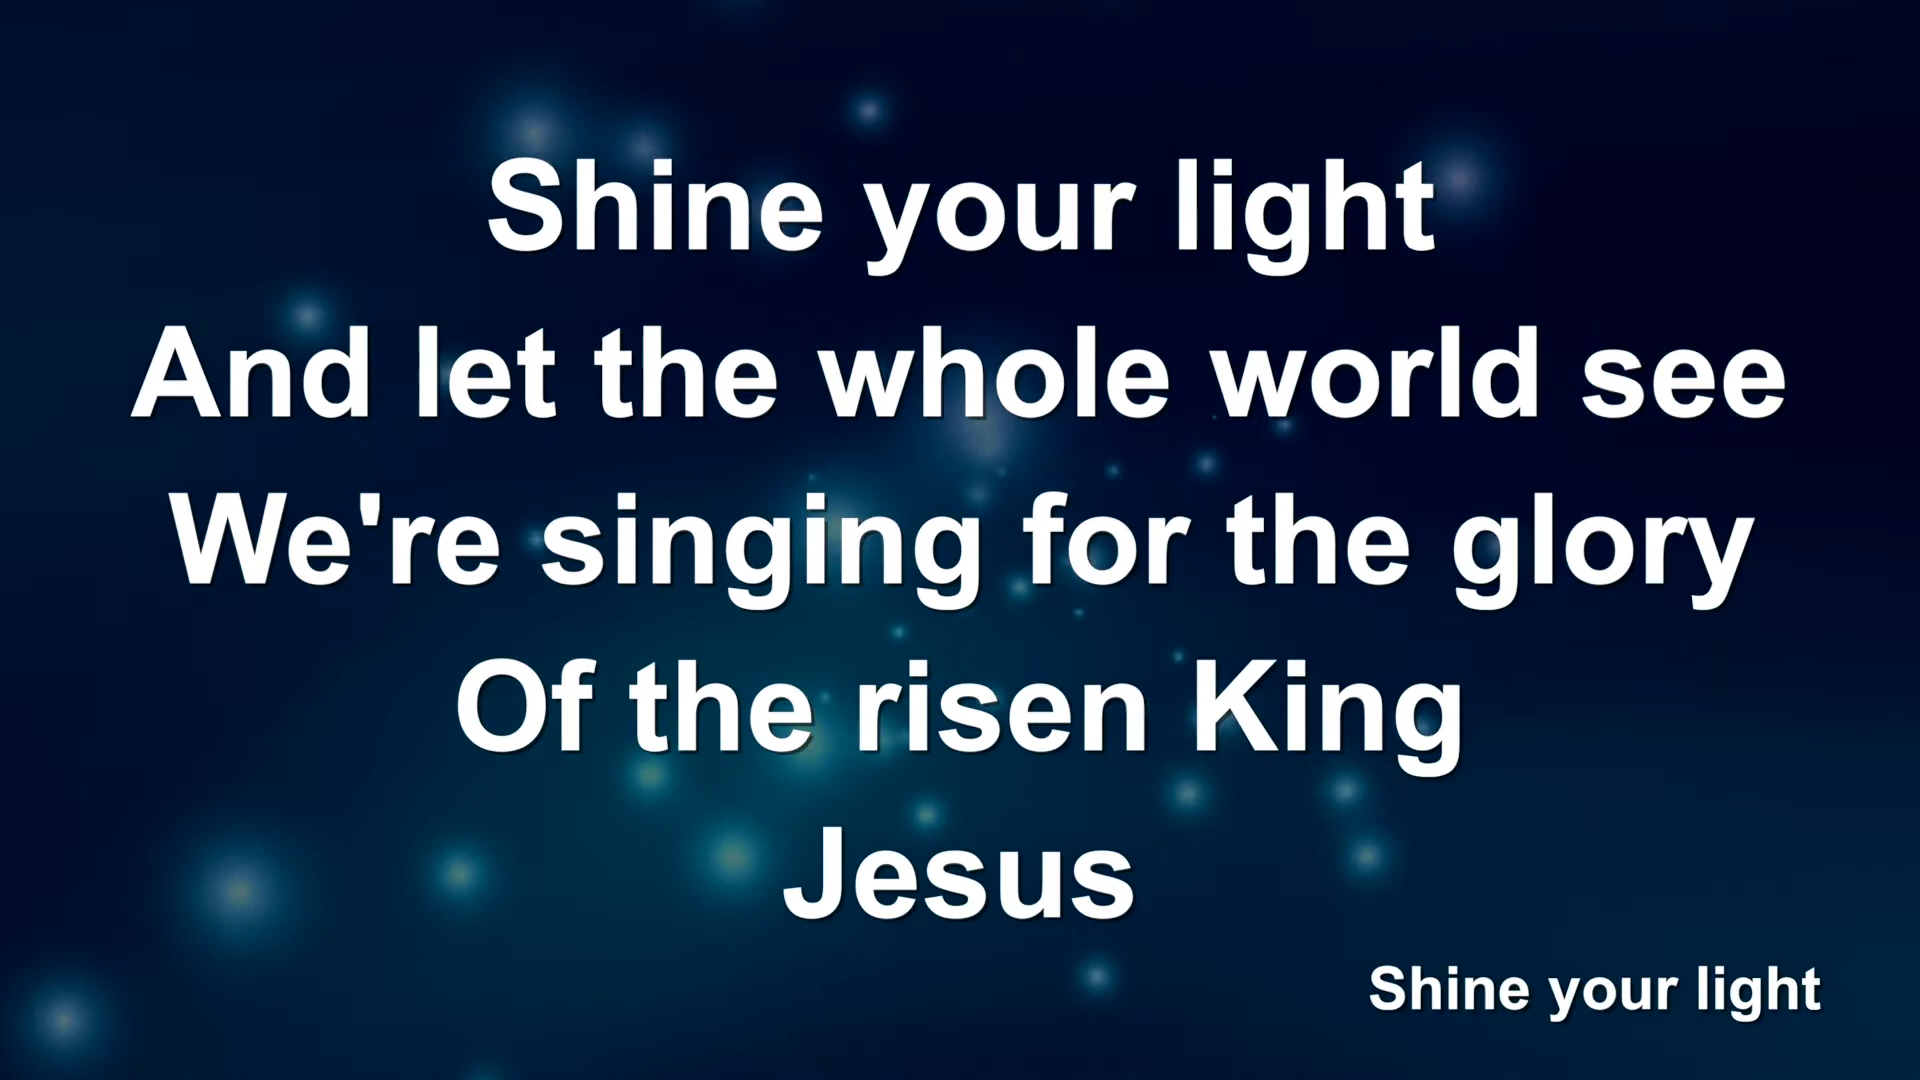 Shine your light
And let the whole world see
We're singing for the glory
Of the risen King
Jesus
Shine your light